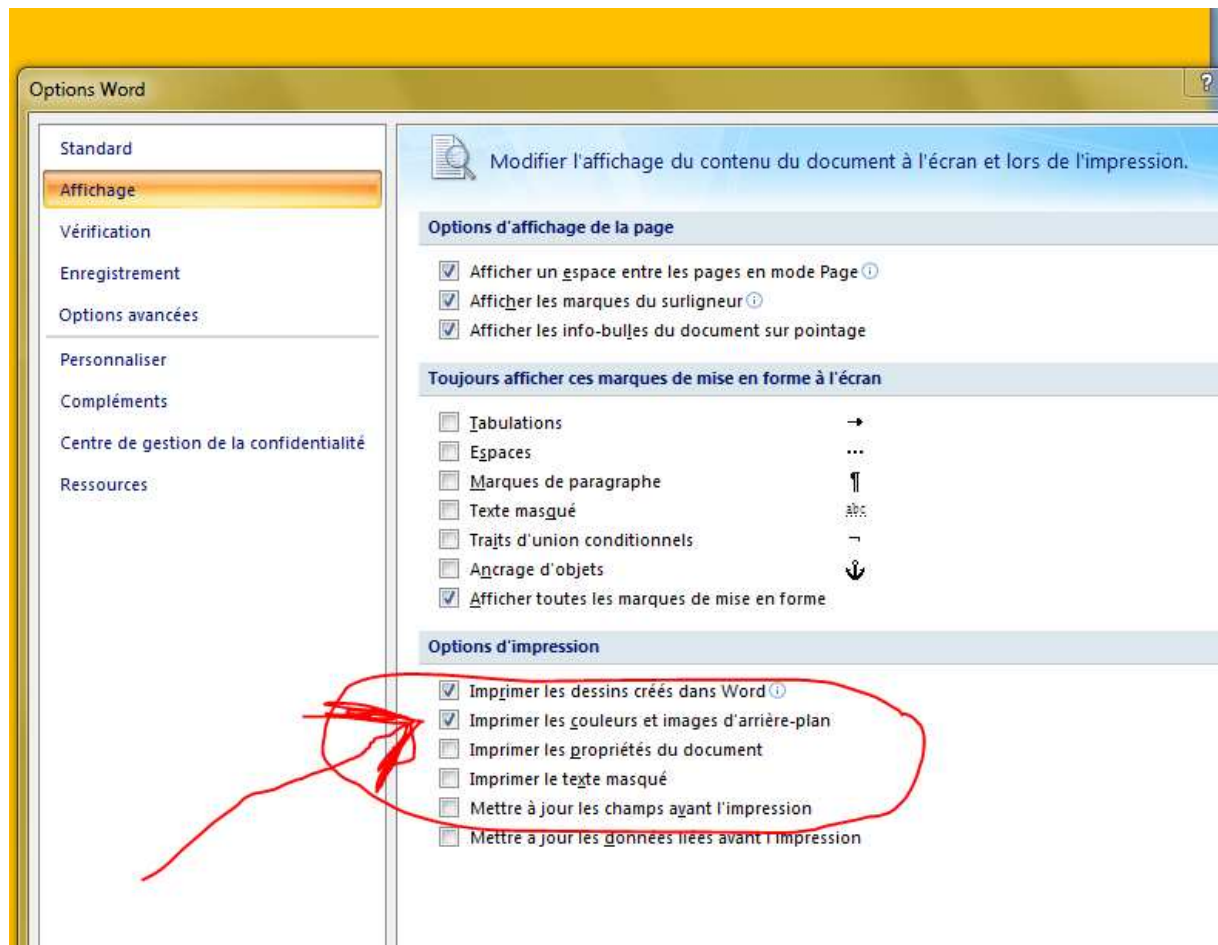 Options Word
?
Standard
Affichage
Vérification
Enregistrement
Options avancées
Personnaliser
Compléments
Centre de gestion de la confidentialité
Ressources
Modifier l'affichage du contenu du document à l'écran et lors de l'impression.
Options d'affichage de la page
Afficher un espace entre les pages en mode Page
Afficher les marques du surligneur
Afficher les info-bulles du document sur pointage
Toujours afficher ces marques de mise en forme à l'écran
Tabulations →
Espaces ...
Marques de paragraphe ¶
Texte masqué abc
Traits d'union conditionnels ¬
Ancrage d'objets
Afficher toutes les marques de mise en forme
Options d'impression
Imprimer les dessins créés dans Word
Imprimer les couleurs et images d'arrière-plan
Imprimer les propriétés du document
Imprimer le texte masqué
Mettre à jour les champs avant l'impression
Mettre à jour les données liées avant l'impression